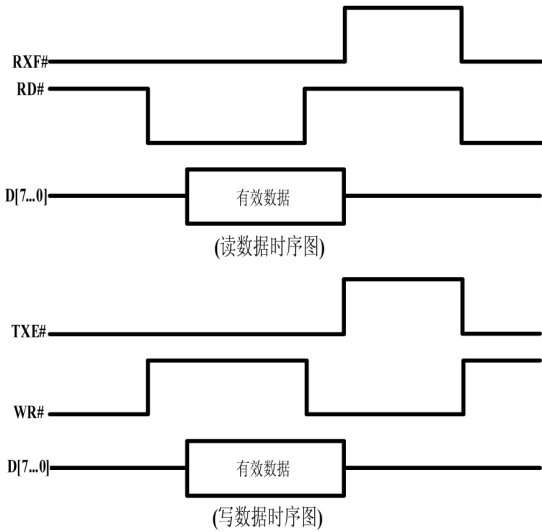 RXF#
RD#
D[7...0]
有效数据
(读数据时序图)
TXE#
WR#
D[7...0]
有效数据
(写数据时序图)